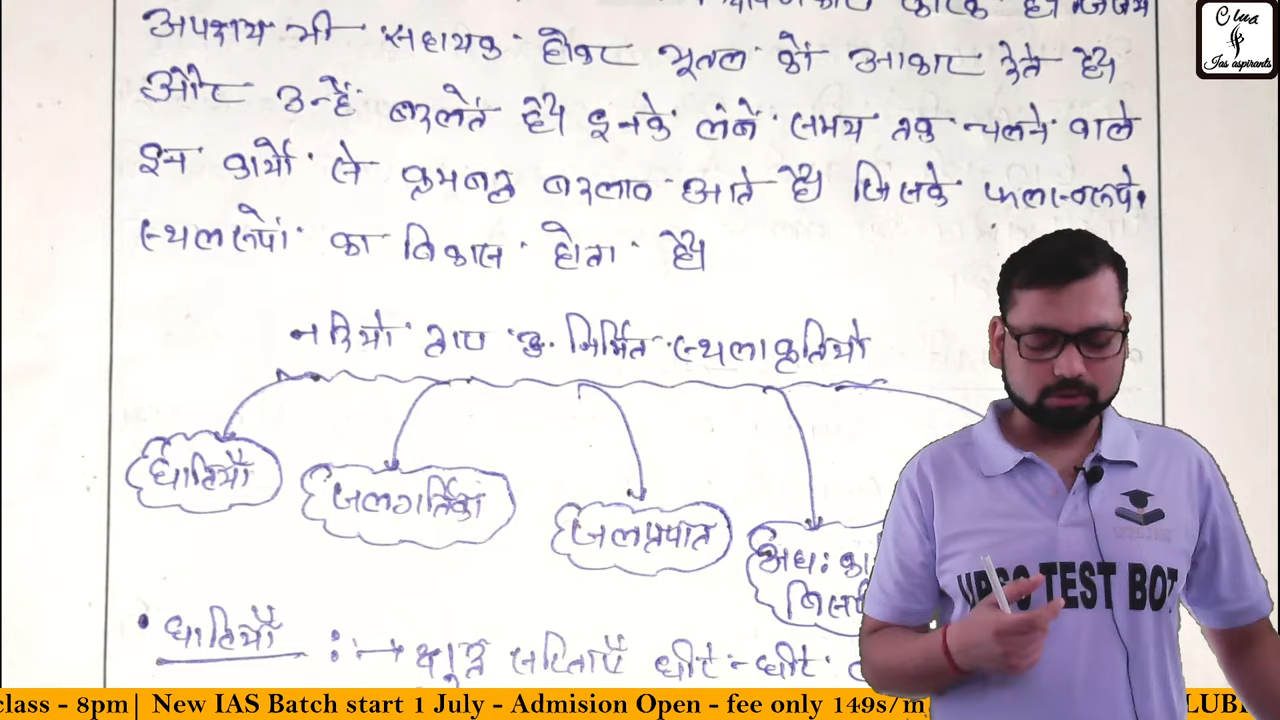 अपक्षय भी सहायक होकर भूतल को आकार देते है।
और उन्हें बदलते है। इनके लंबें समय तक चलने वाले
इन कार्यो से क्रमबद्ध बदलाव आते है। जिसके फलस्वरूप
स्थलरूपों का विकास होता है।
नदियो द्वारा कु. निर्मित स्थलाकृतियो
घाटियाँ
जलगर्तिका
जलप्रपात
अधः
घाटियाँ :→ क्षुद्र सरिताएँ धीरे-धीरे
Club
Ias aspirants
UPSC TEST BOT
class - 8pm| New IAS Batch start 1 July - Admision Open - fee only 149s/m